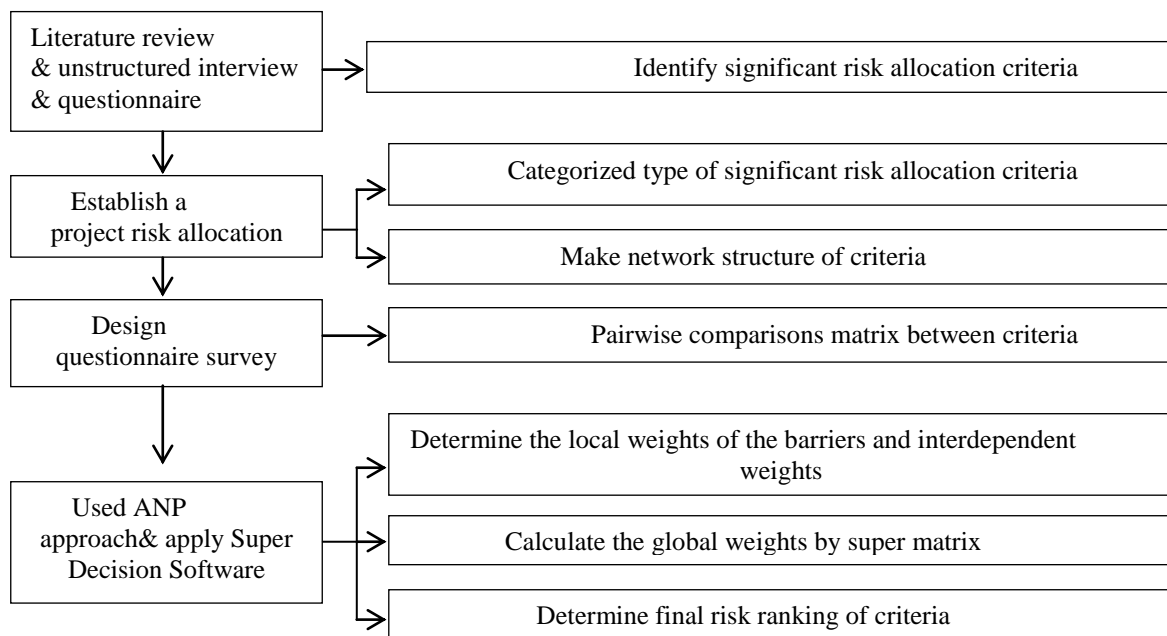 Literature review
& unstructured interview
& questionnaire
Identify significant risk allocation criteria
Establish a
project risk allocation
Categorized type of significant risk allocation criteria
Make network structure of criteria
Design
questionnaire survey
Pairwise comparisons matrix between criteria
Used ANP
approach& apply Super
Decision Software
Determine the local weights of the barriers and interdependent
weights
Calculate the global weights by super matrix
Determine final risk ranking of criteria